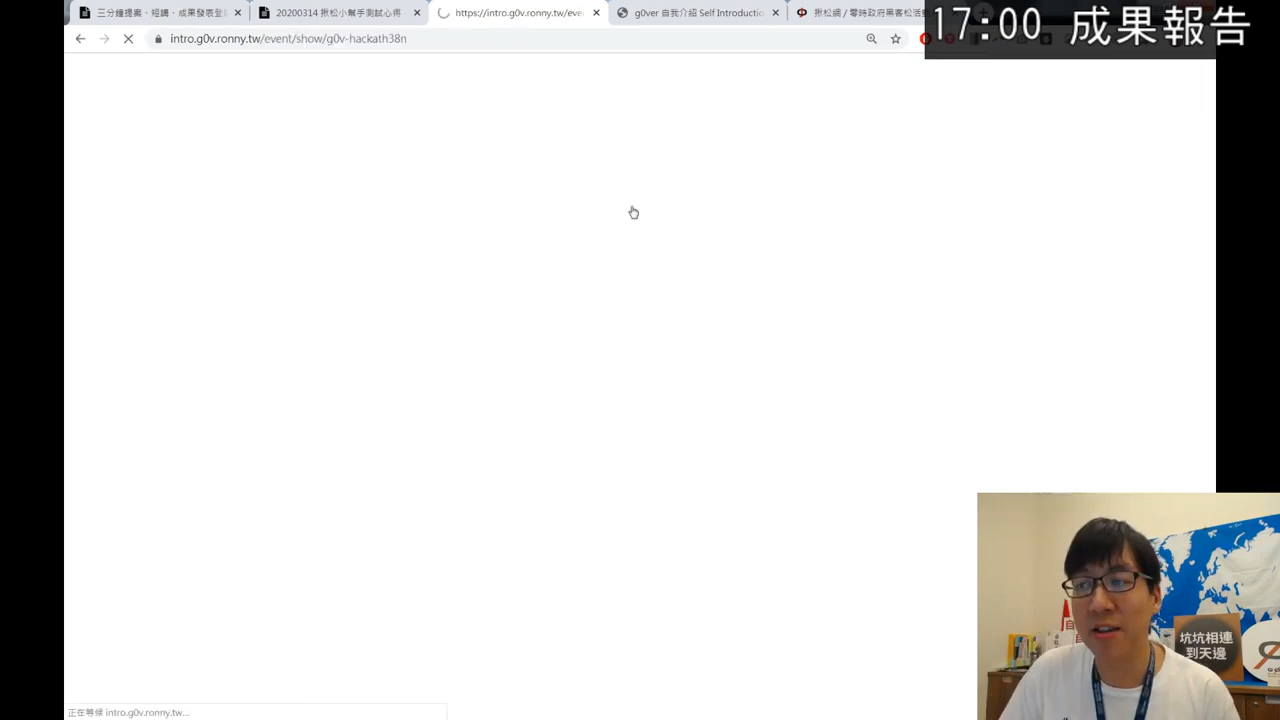 三分鐘提案、短講、成果發表登
20200314 揪松小幫手測試心得
https://intro.g0v.ronny.tw/eve
g0ver 自我介紹 Self Introducti
揪松網 / 零時政府黑客松活動
17:00 成果報告
intro.g0v.ronny.tw/event/show/g0v-hackath38n
坑坑相連
到天邊
正在等候 intro.g0v.ronny.tw...